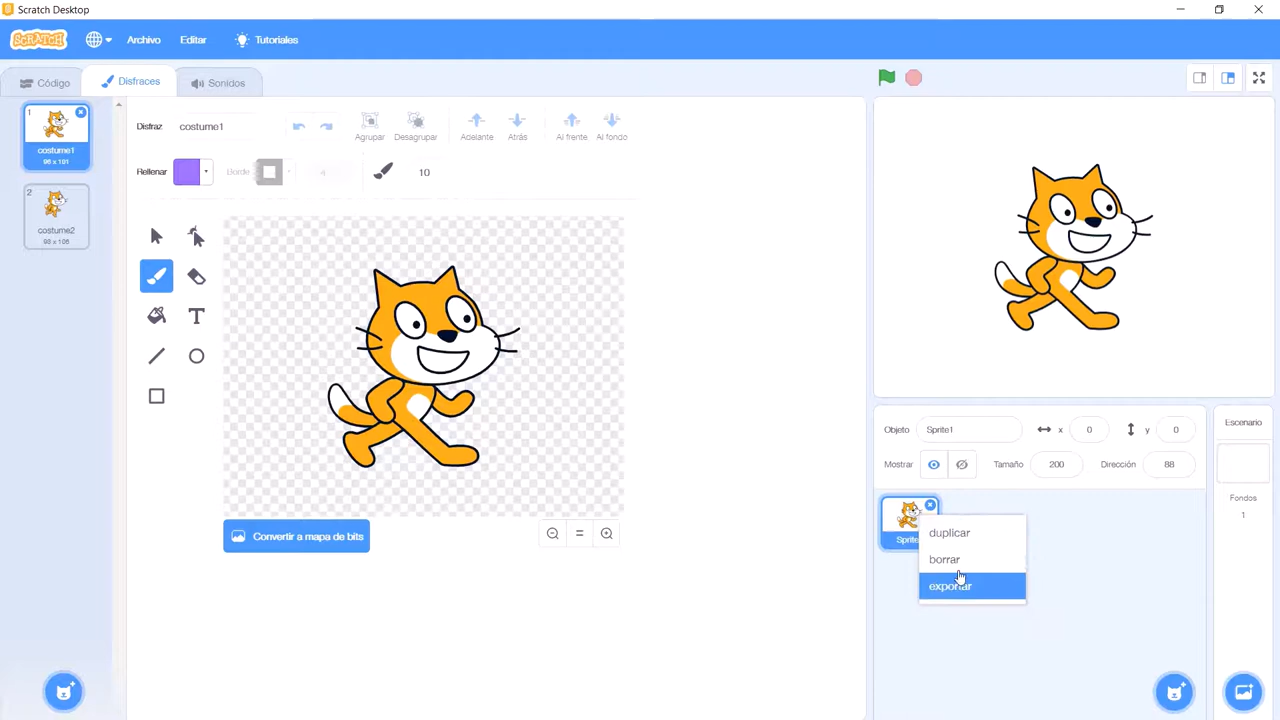 Scratch Desktop
SCRATCH
Archivo
Editar
Tutoriales
Código
Disfraces
Sonidos
1
costume1
96 x 101
2
costume2
93 x 106
Disfraz
costume1
Agrupar
Desagrupar
Adelante
Atrás
Al frente
Al fondo
Rellenar
Borde
4
10
T
Convertir a mapa de bits
Objeto
Sprite1
x
0
y
0
Mostrar
Tamaño
200
Dirección
88
Sprite
duplicar
borrar
exportar
Escenario
Fondos
1